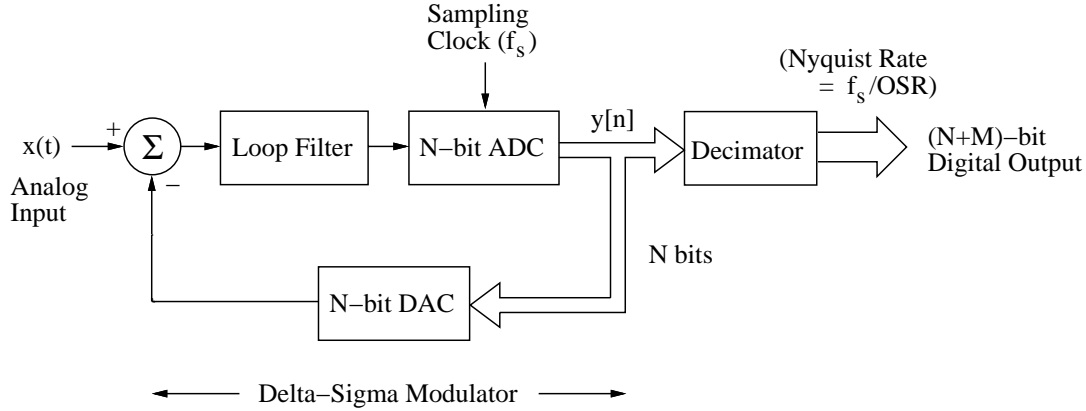 Sampling
Clock (f_s)
(Nyquist Rate
= f_s/OSR)
x(t)
+
Σ
−
Analog
Input
Loop Filter
N−bit ADC
y[n]
Decimator
(N+M)−bit
Digital Output
N bits
N−bit DAC
Delta−Sigma Modulator